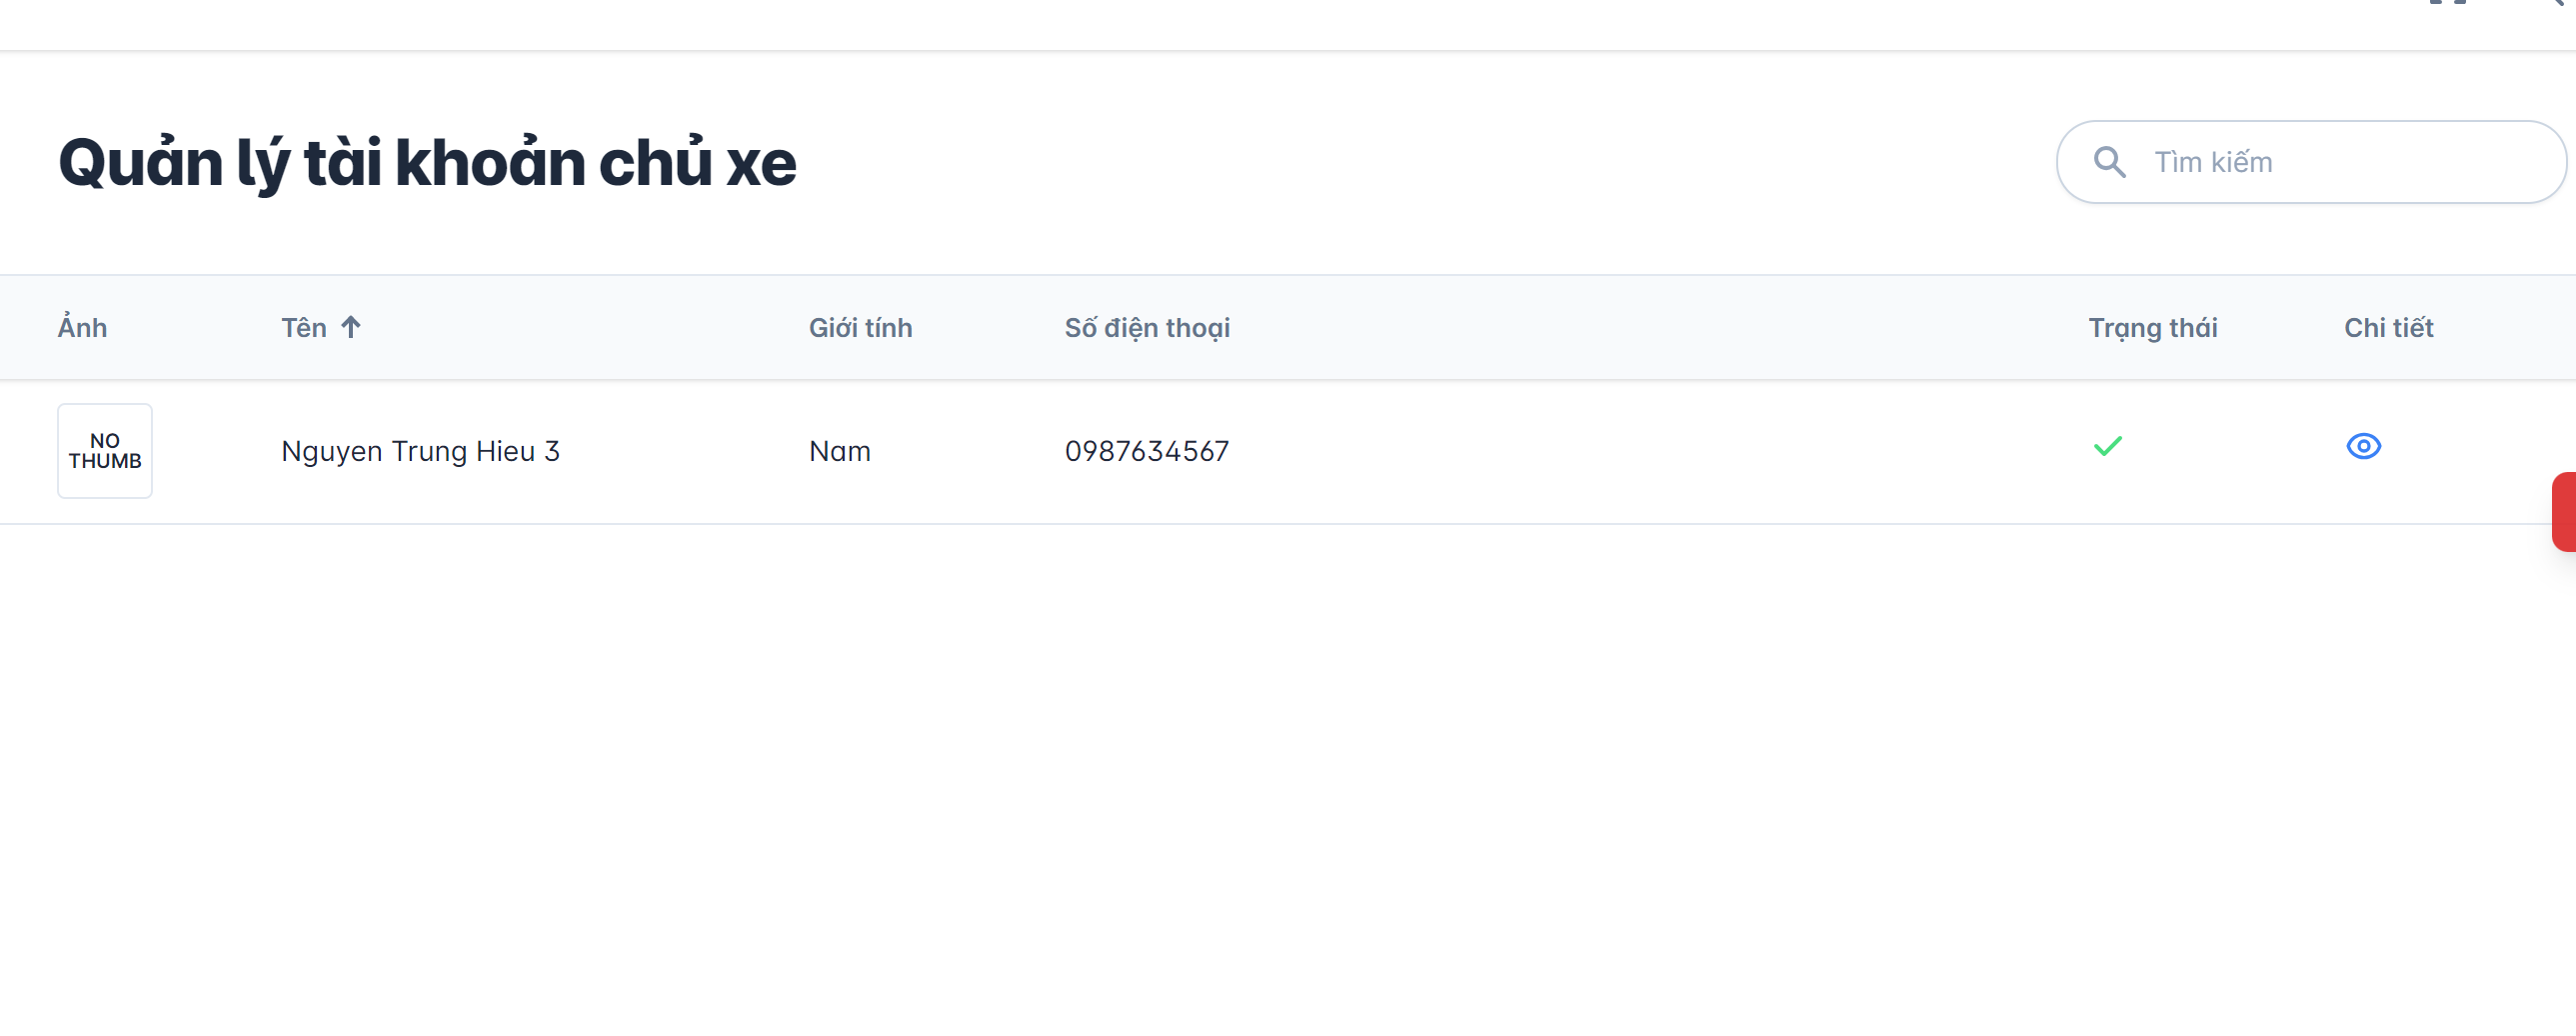 Quản lý tài khoản chủ xe
Tìm kiếm
Ảnh Tên Giới tính Số điện thoại Trạng thái Chi tiết
NO
THUMB
Nguyen Trung Hieu 3 Nam 0987634567